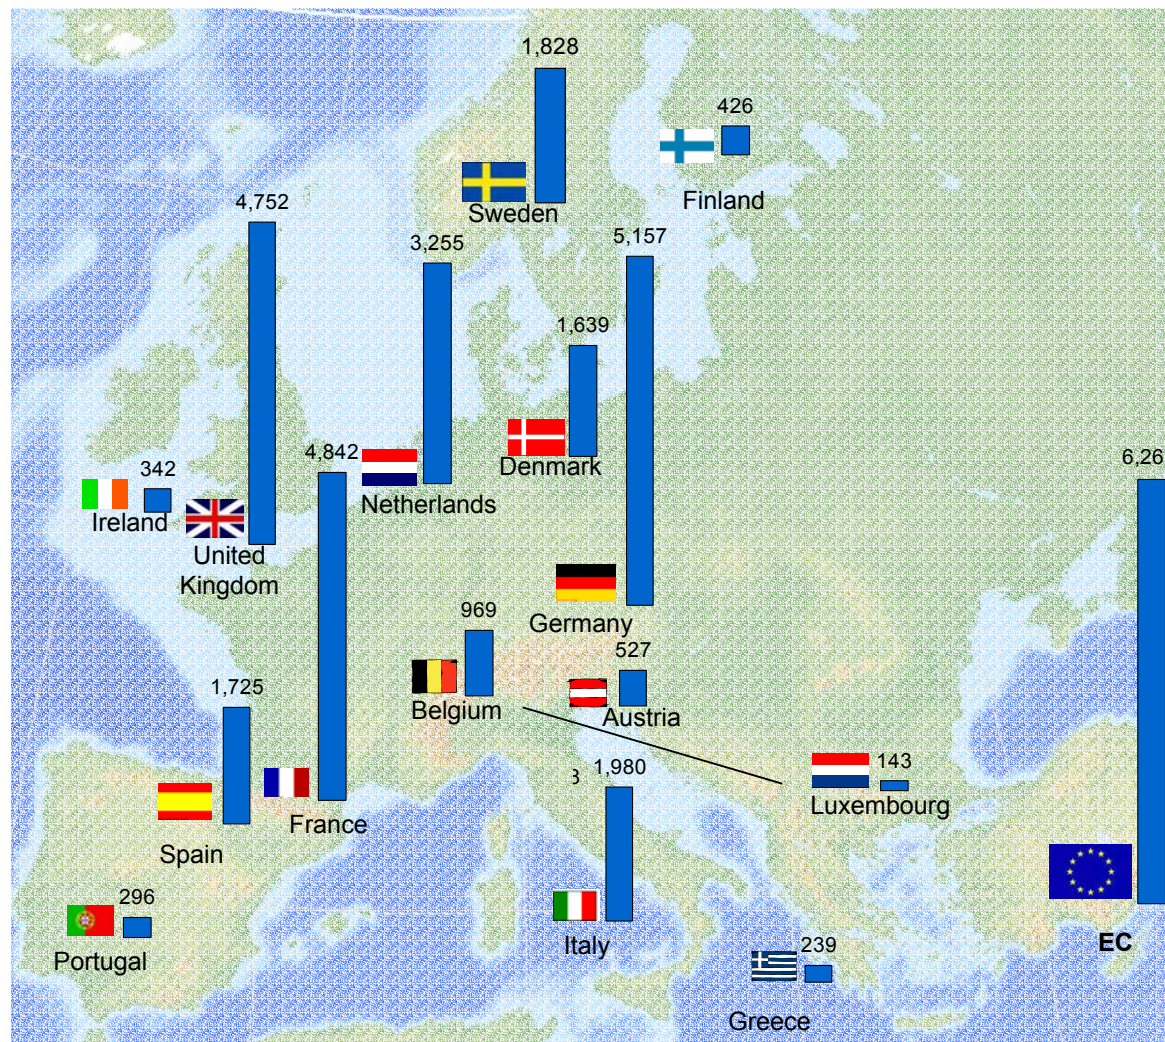 1,828
426
Finland
Sweden
4,752
3,255
5,157
1,639
Denmark
4,842
342
Netherlands
Ireland
United
Kingdom
6,26
969
Germany
527
1,725
Belgium
Austria
1,980
143
Luxembourg
France
Spain
296
239
EC
Italy
Portugal
Greece